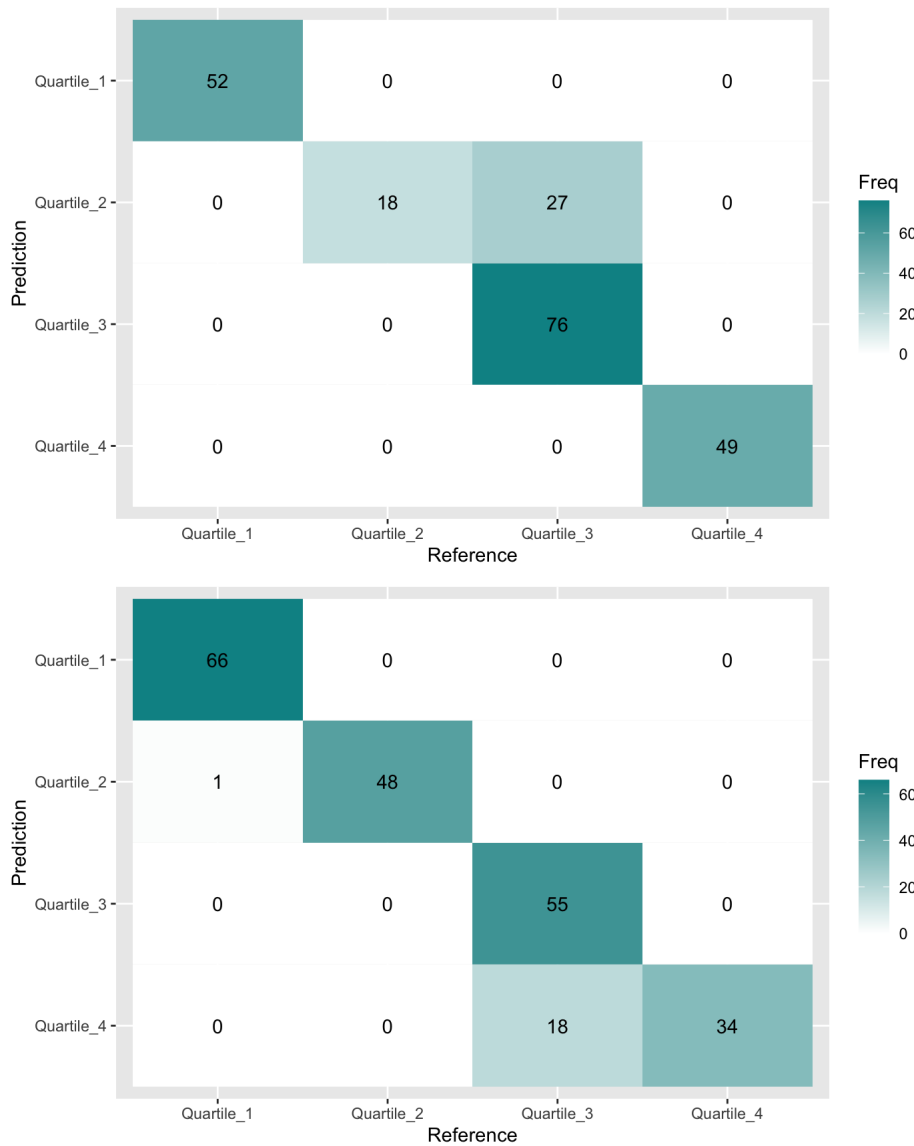 Quartile_1
52 0 0 0
Quartile_2
0 18 27 0
Quartile_3
0 0 76 0
Quartile_4
0 0 0 49
Prediction
Quartile_1 Quartile_2 Quartile_3 Quartile_4
Reference
Freq
60
40
20
0
Quartile_1
66 0 0 0
Quartile_2
1 48 0 0
Quartile_3
0 0 55 0
Quartile_4
0 0 18 34
Prediction
Quartile_1 Quartile_2 Quartile_3 Quartile_4
Reference
Freq
60
40
20
0